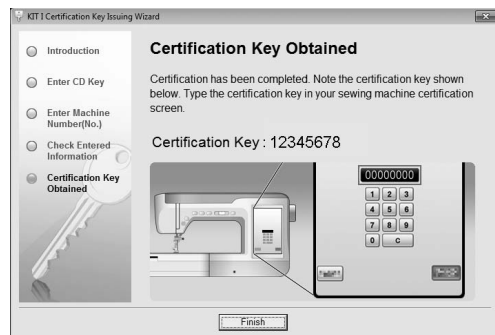 KIT I Certification Key Issuing Wizard
Introduction
Enter CD Key
Enter Machine
Number(No.)
Check Entered
Information
Certification Key
Obtained
Certification Key Obtained
Certification has been completed. Note the certification key shown
below. Type the certification key in your sewing machine certification
screen.
Certification Key : 12345678
00000000
1 2 3
4 5 6
7 8 9
0 C
Finish